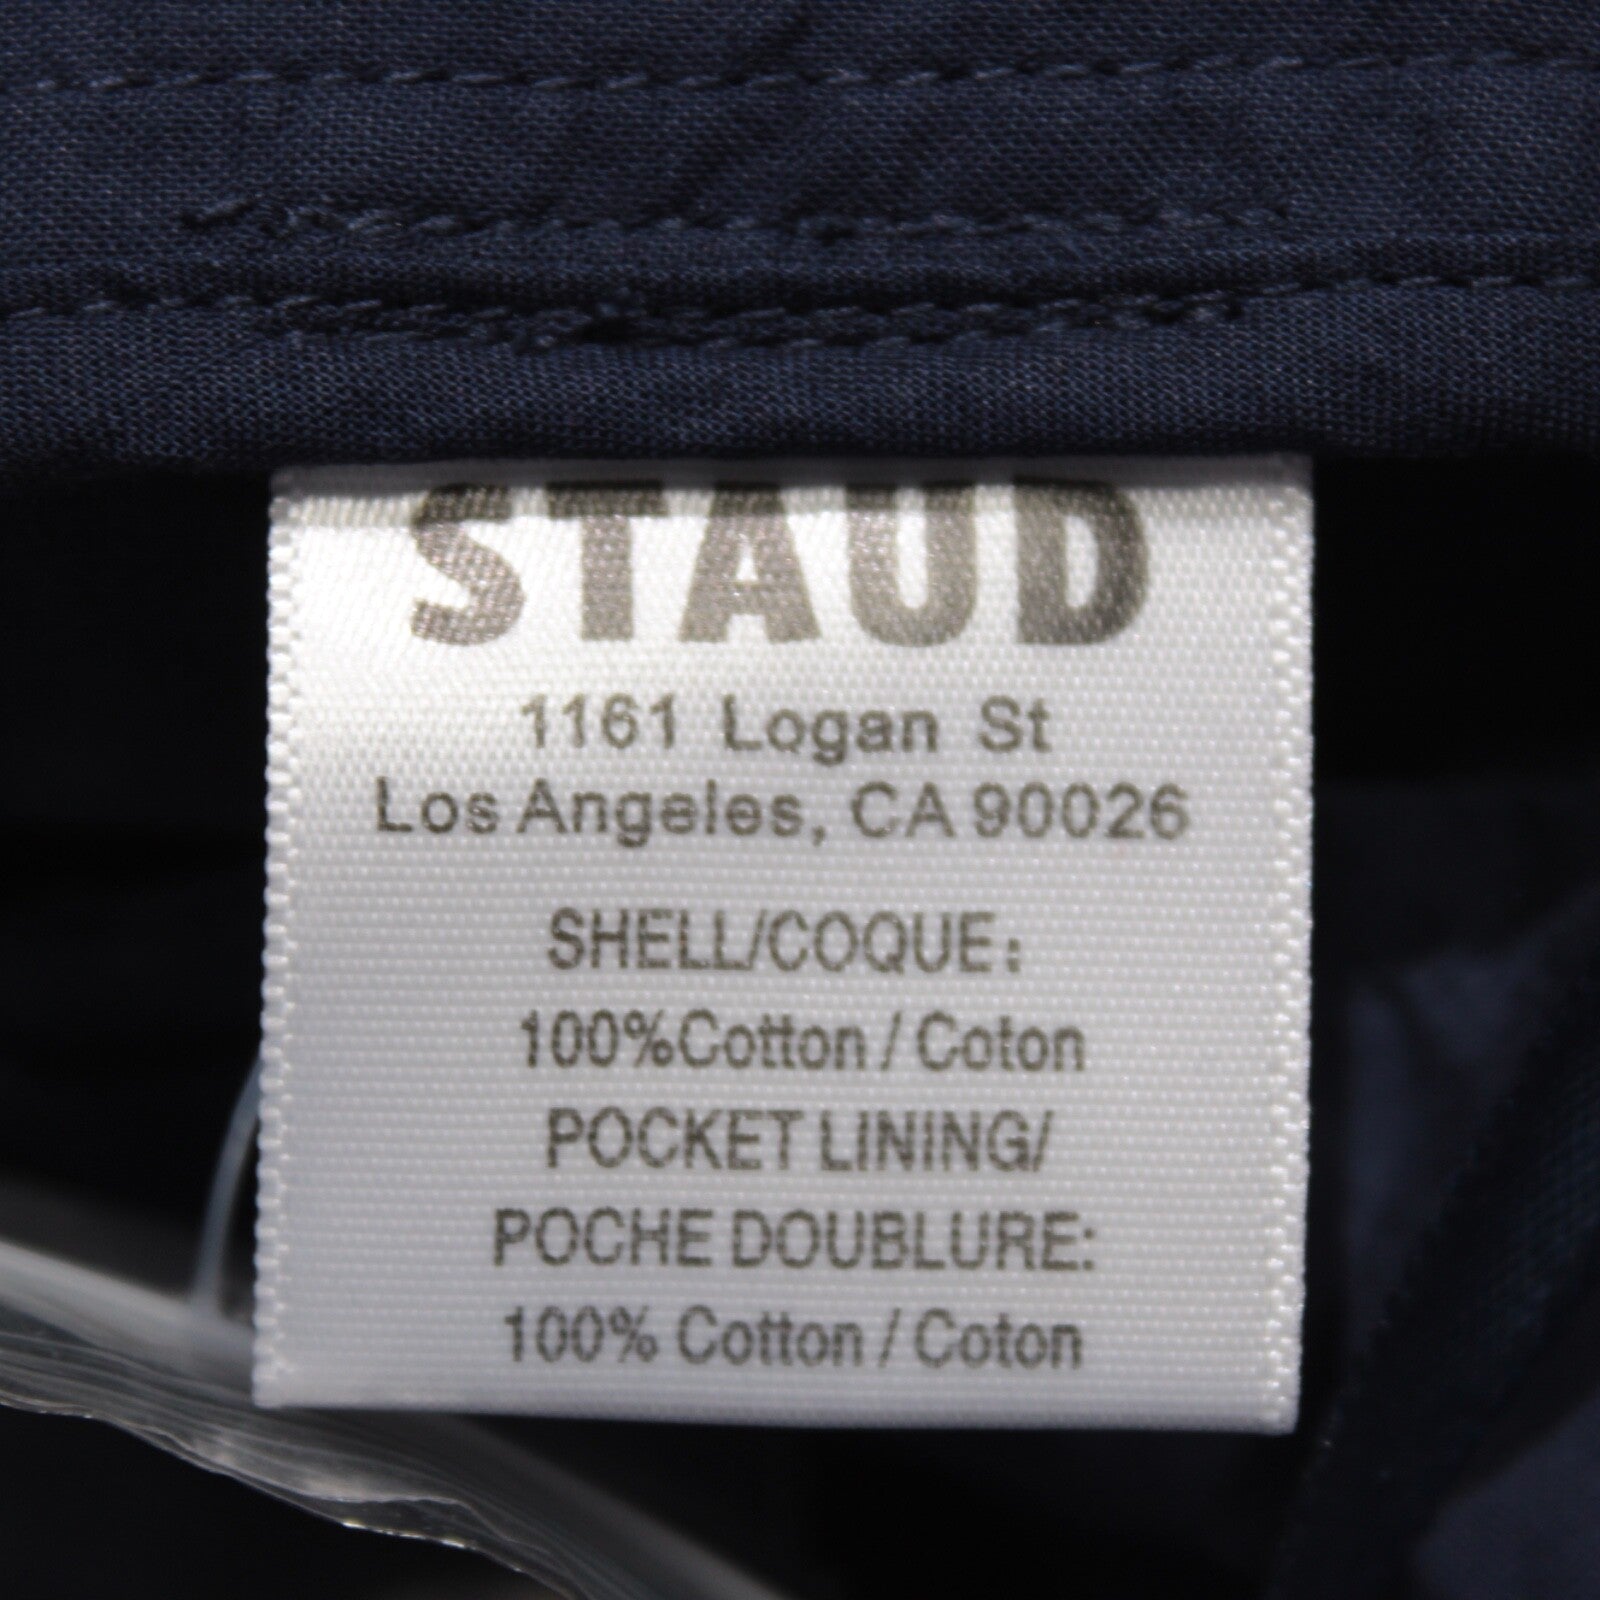 STAUD
1161 Logan St
Los Angeles, CA 90026
SHELL/COQUE:
100%Cotton / Coton
POCKET LINING/
POCHE DOUBLURE:
100% Cotton / Coton